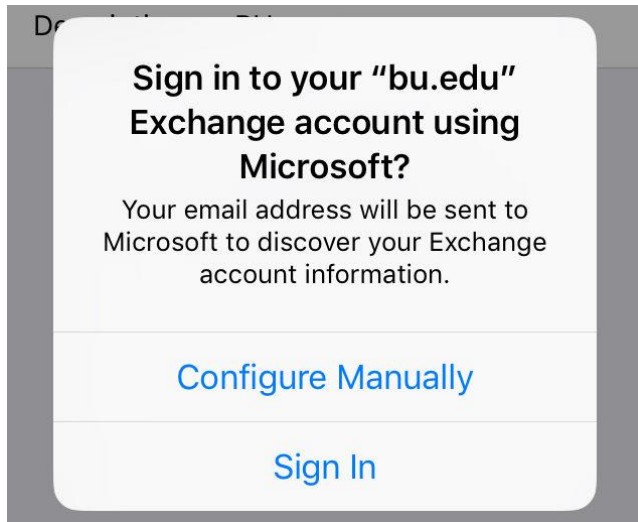 Sign in to your “bu.edu”
Exchange account using
Microsoft?
Your email address will be sent to
Microsoft to discover your Exchange
account information.
Configure Manually
Sign In